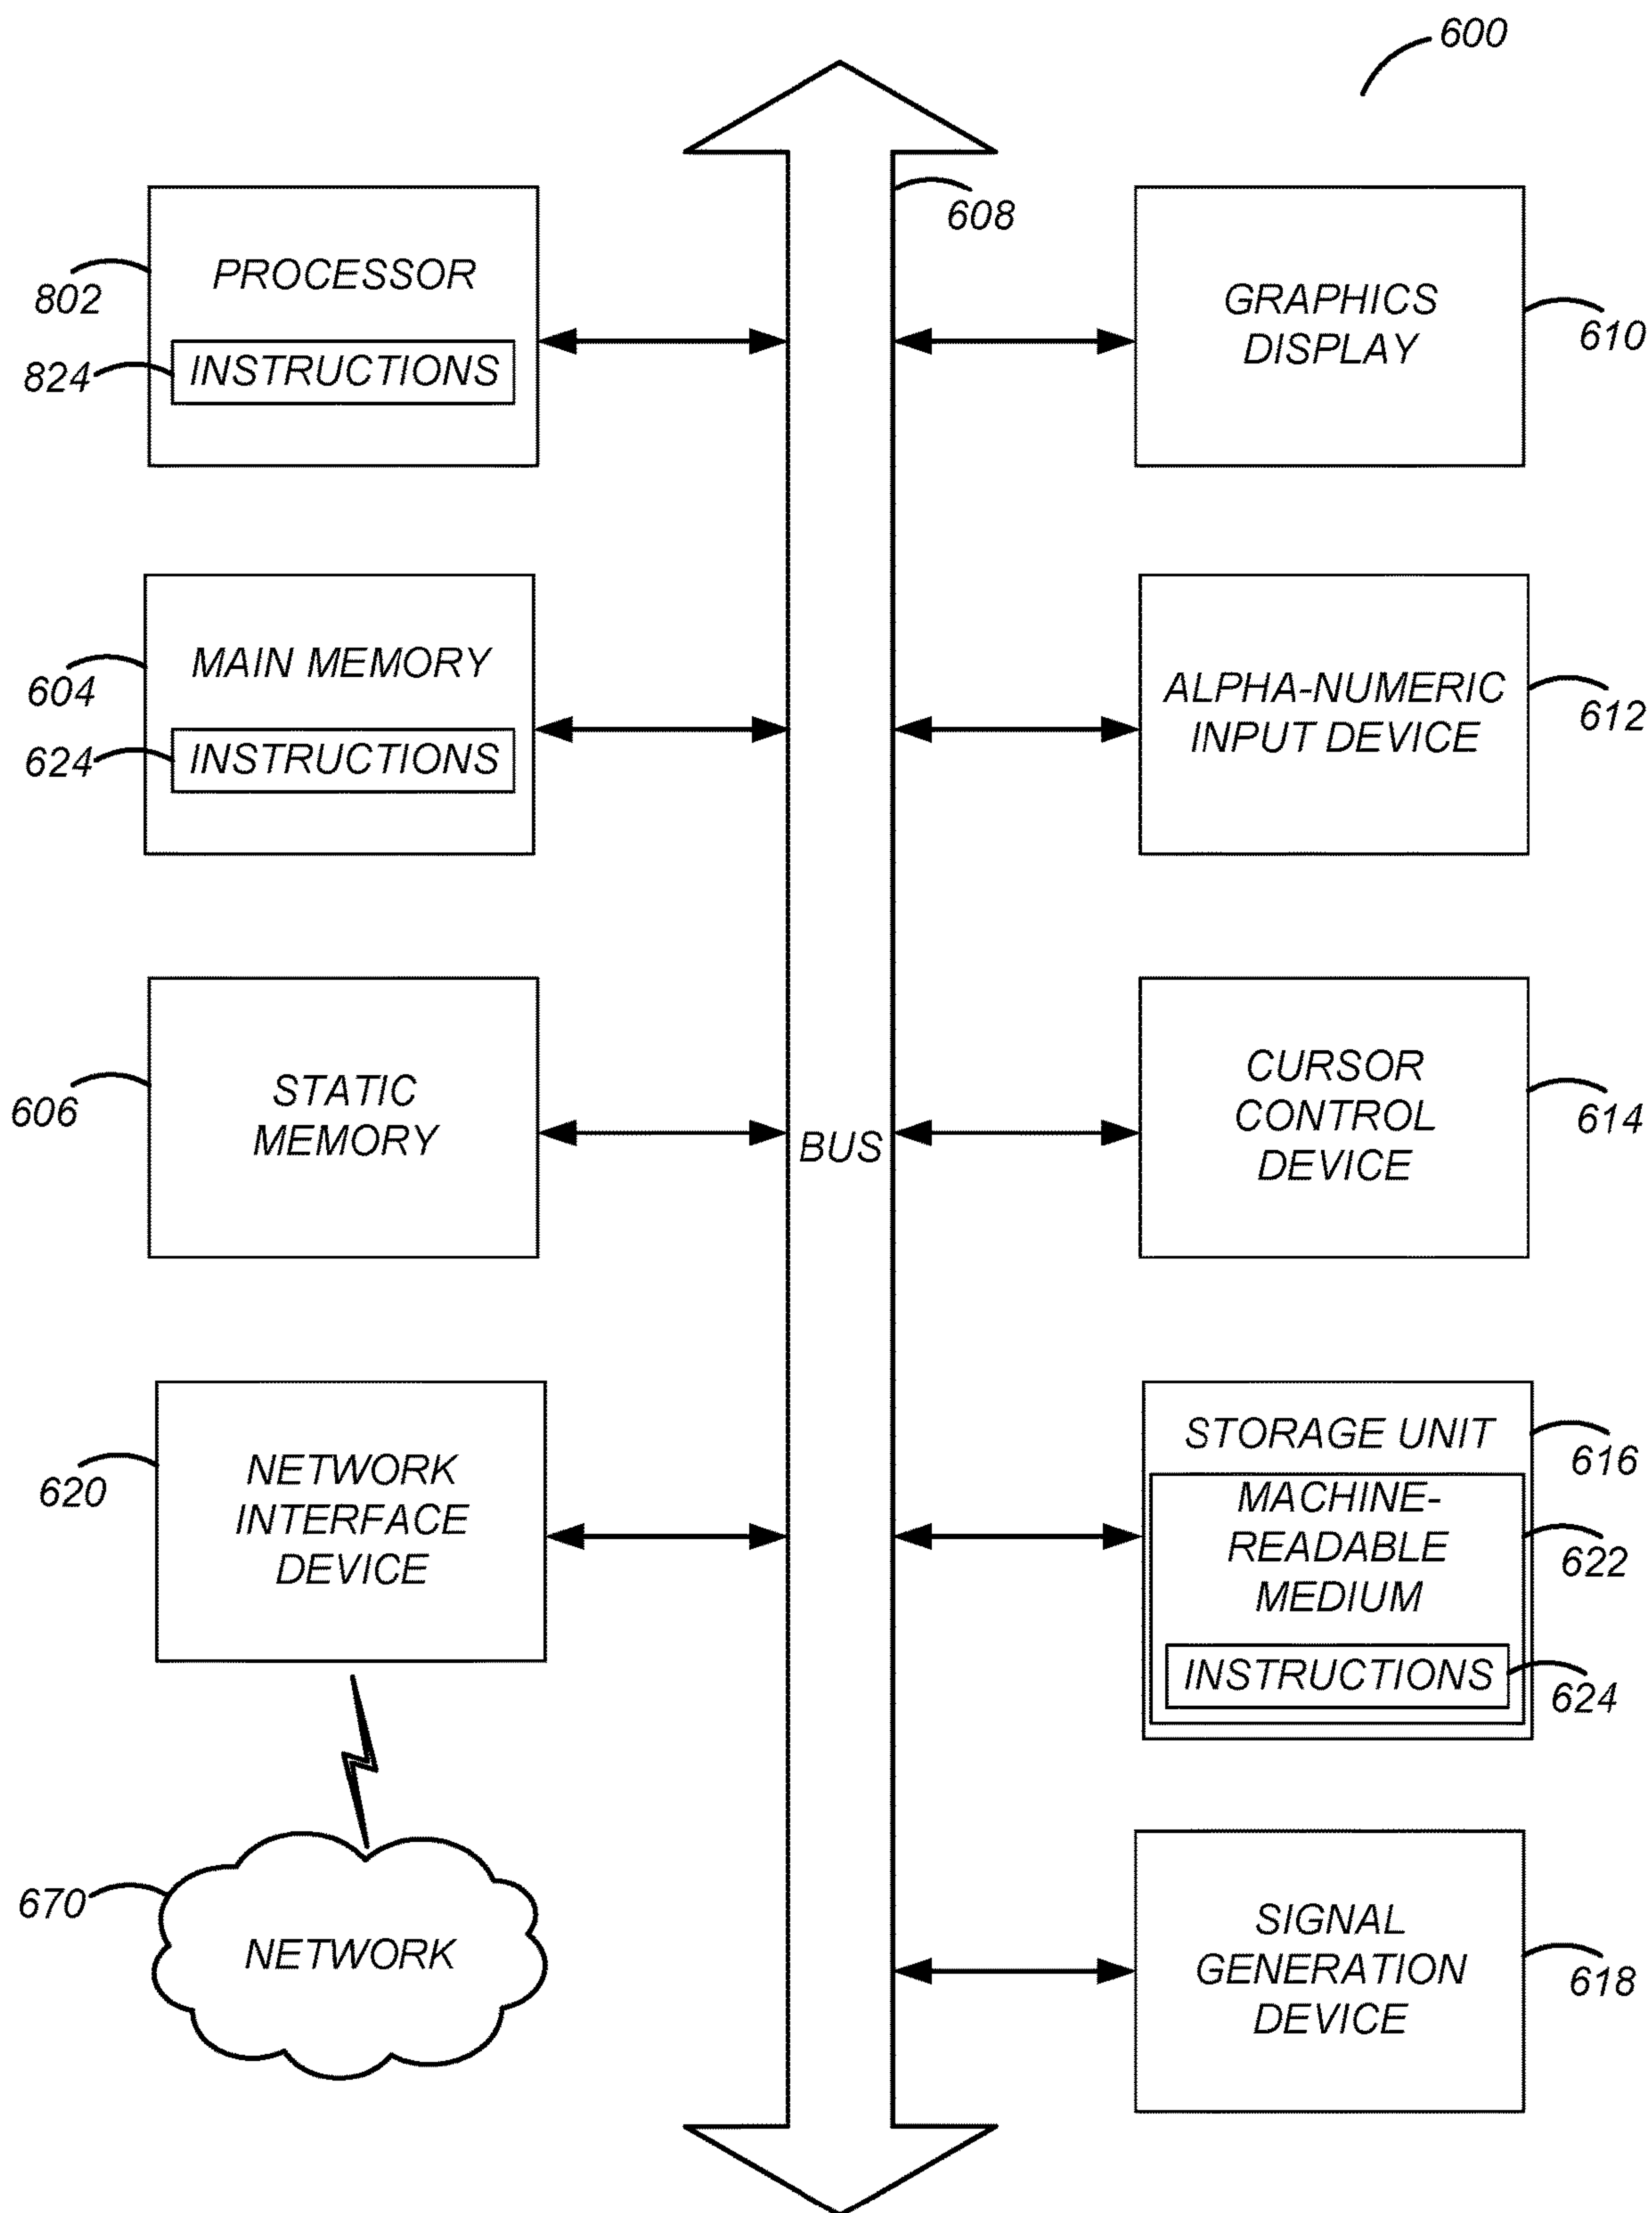 600
608
PROCESSOR
802
INSTRUCTIONS
824
GRAPHICS
DISPLAY
610
MAIN MEMORY
604
INSTRUCTIONS
624
ALPHA-NUMERIC
INPUT DEVICE
612
STATIC
MEMORY
606
BUS
CURSOR
CONTROL
DEVICE
614
NETWORK
INTERFACE
DEVICE
620
STORAGE UNIT
616
MACHINE-
READABLE
MEDIUM
622
INSTRUCTIONS
624
670
NETWORK
SIGNAL
GENERATION
DEVICE
618